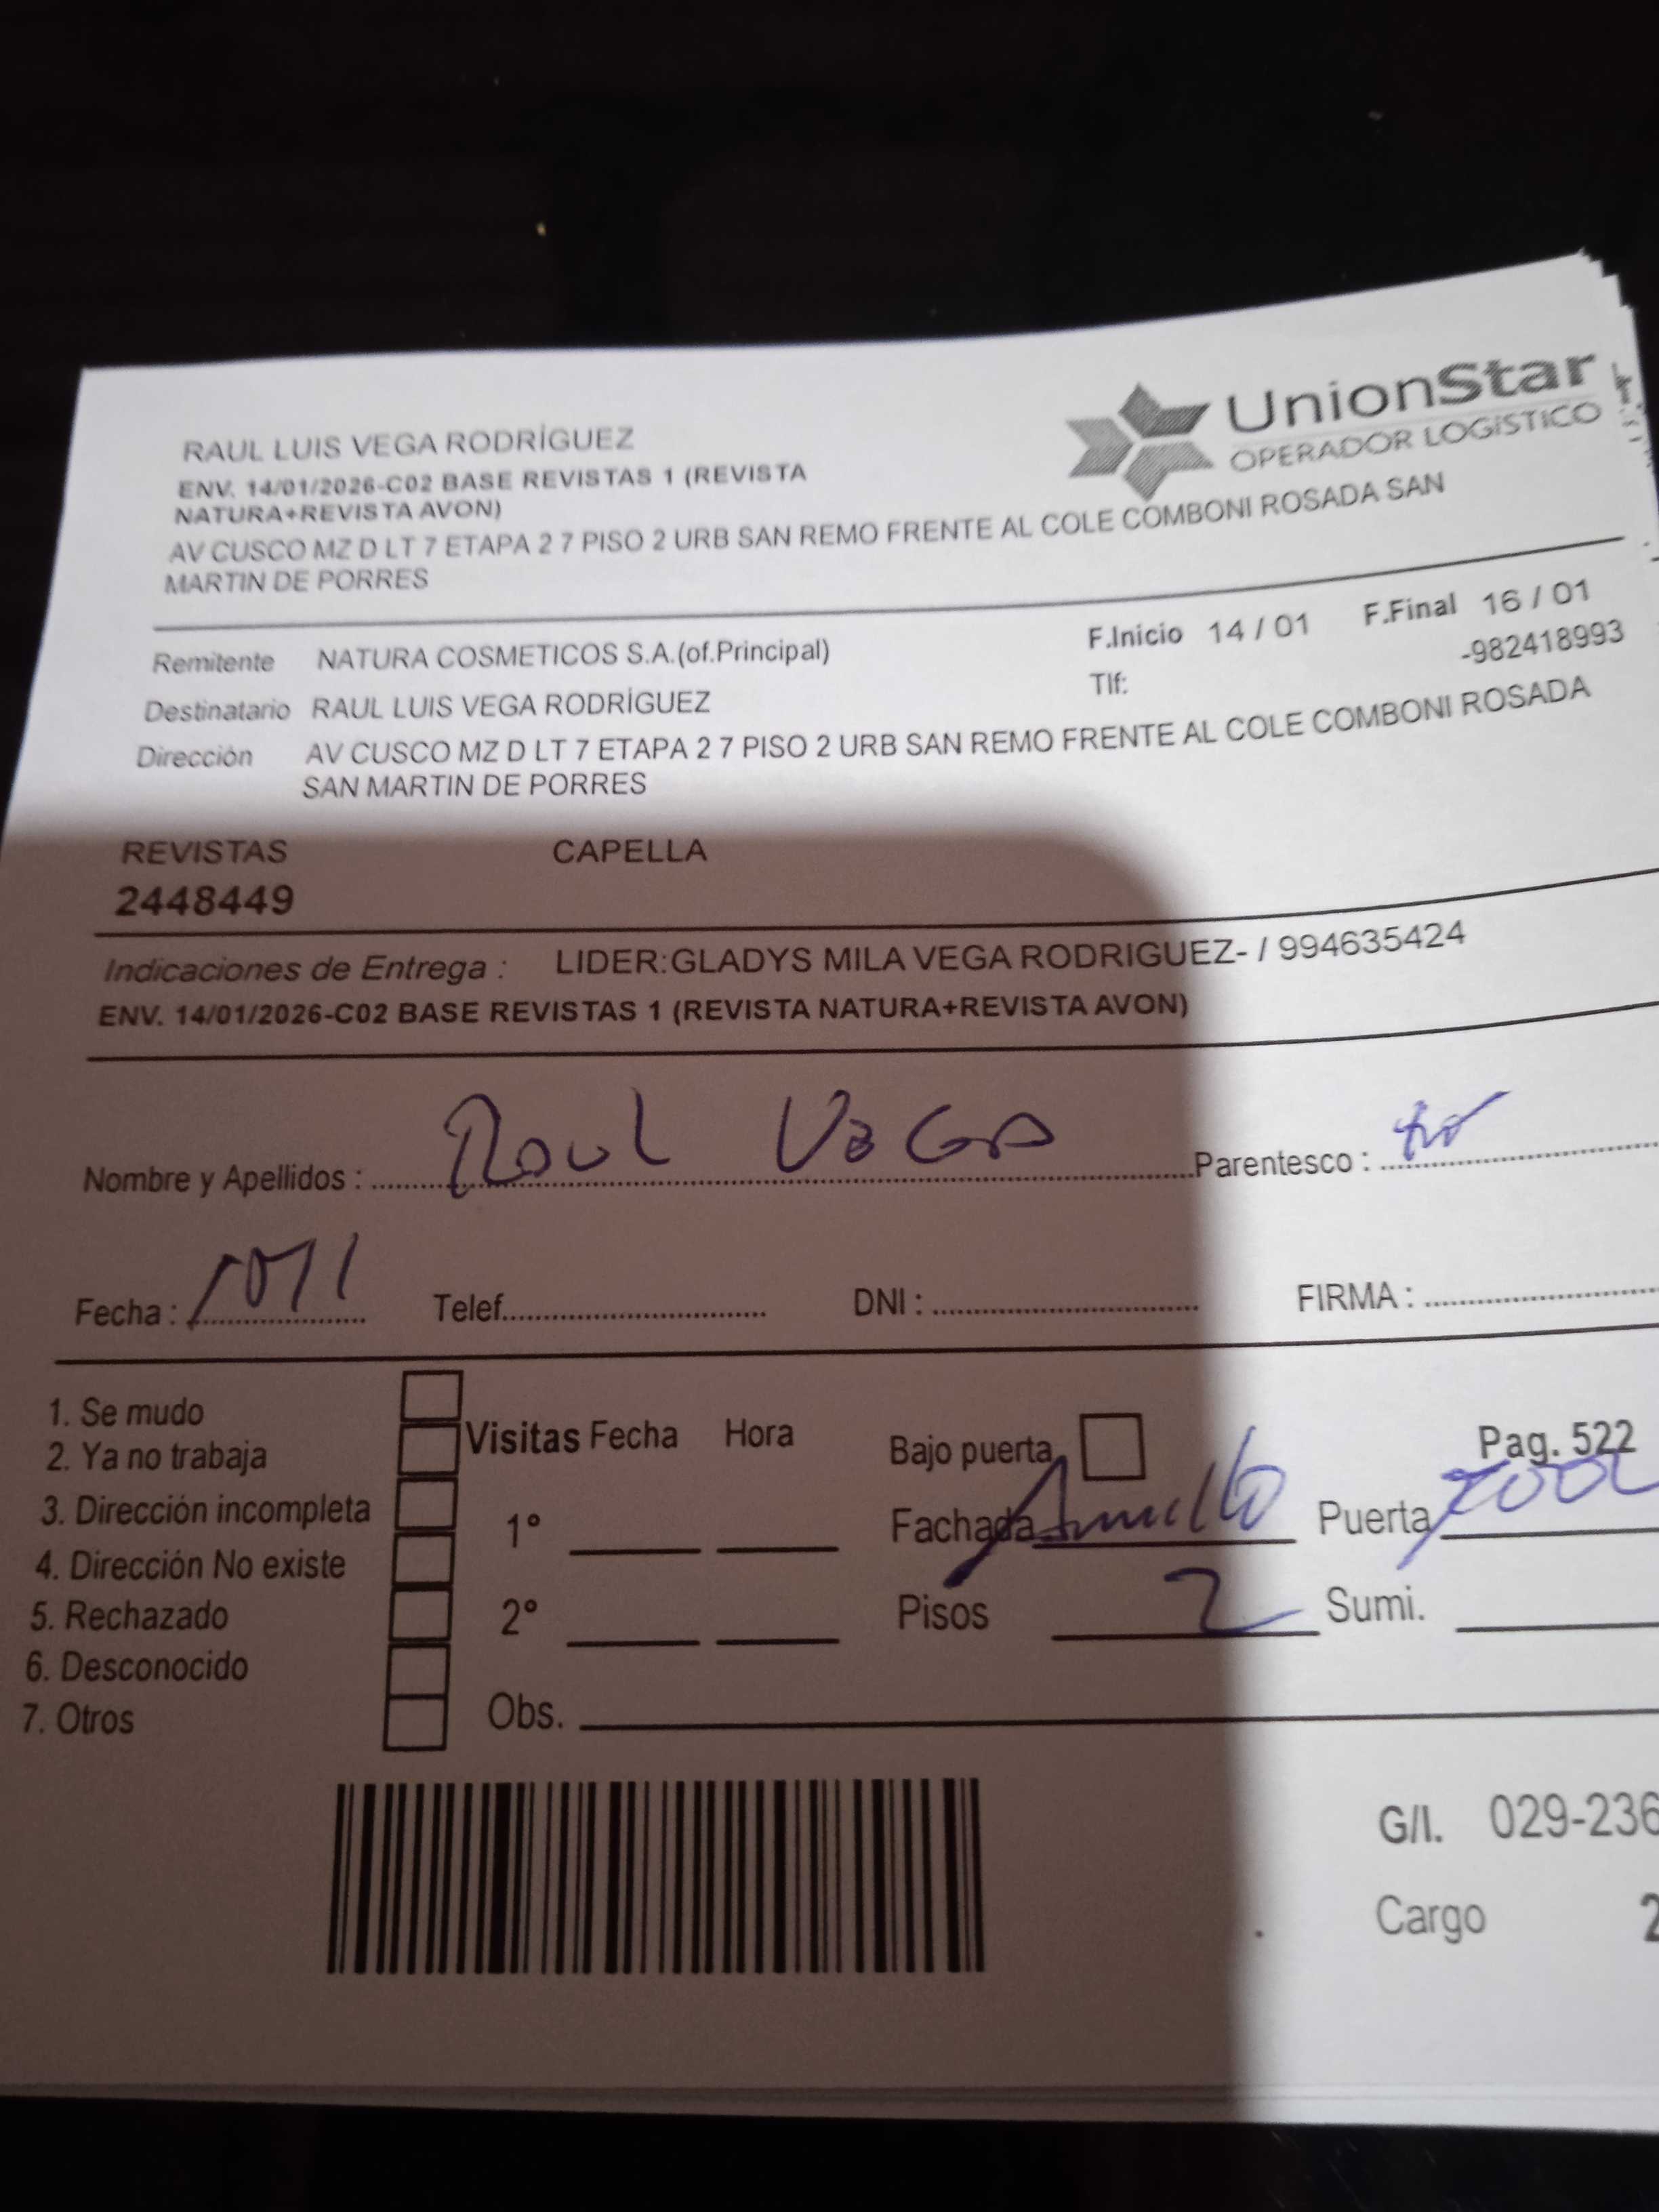 RAUL LUIS VEGA RODRÍGUEZ
UnionStar
OPERADOR LOGÍSTICO
ENV. 14/01/2026-C02 BASE REVISTAS 1 (REVISTA
NATURA+REVISTA AVON)
AV CUSCO MZ D LT 7 ETAPA 2 7 PISO 2 URB SAN REMO FRENTE AL COLE COMBONI ROSADA SAN
MARTIN DE PORRES
Remitente NATURA COSMETICOS S.A.(of.Principal) F.Inicio 14 / 01 F.Final 16 / 01
Destinatario RAUL LUIS VEGA RODRÍGUEZ Tlf: -982418993
Dirección AV CUSCO MZ D LT 7 ETAPA 2 7 PISO 2 URB SAN REMO FRENTE AL COLE COMBONI ROSADA
SAN MARTIN DE PORRES
REVISTAS CAPELLA
2448449
Indicaciones de Entrega : LIDER:GLADYS MILA VEGA RODRIGUEZ- / 994635424
ENV. 14/01/2026-C02 BASE REVISTAS 1 (REVISTA NATURA+REVISTA AVON)
Nombre y Apellidos : Raul VEGA Parentesco :
Fecha : Telef. DNI : FIRMA :
1. Se mudo
2. Ya no trabaja
3. Dirección incompleta
4. Dirección No existe
5. Rechazado
6. Desconocido
7. Otros
Visitas Fecha Hora
1°
2°
Obs.
Bajo puerta Pag. 522
Fachada Puerta
Pisos 2 Sumi.
G/I. 029-236
Cargo 2